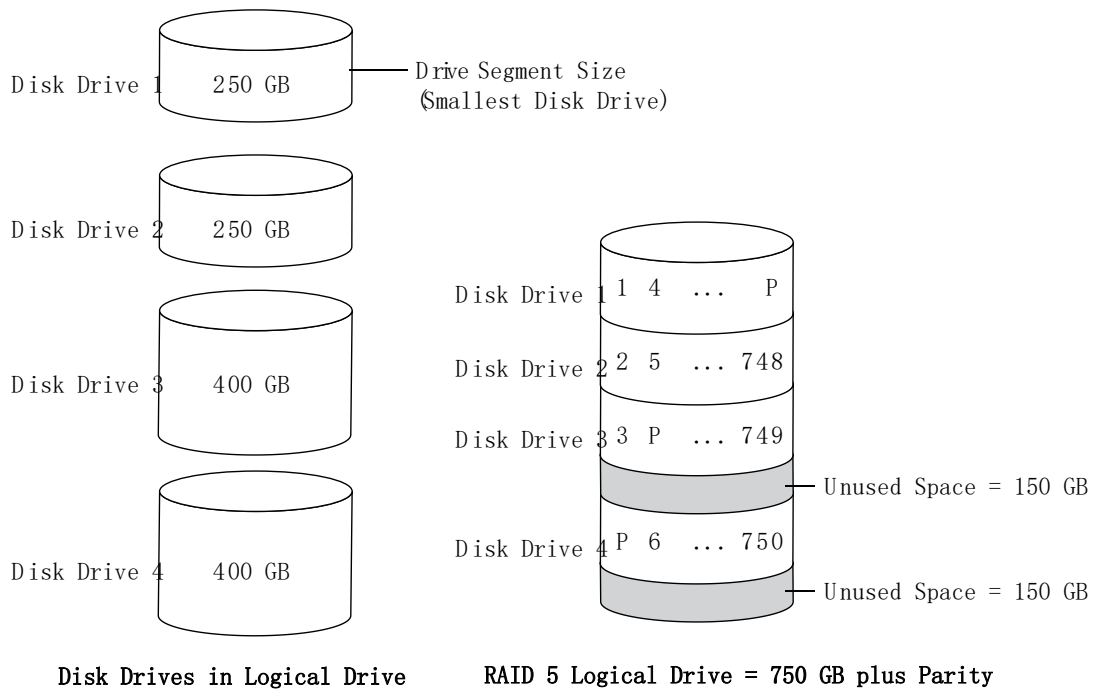 Disk Drive 1 250 GB
Drive Segment Size
(Smallest Disk Drive)
Disk Drive 2 250 GB
Disk Drive 3 400 GB
Disk Drive 4 400 GB
Disk Drives in Logical Drive
Disk Drive 1 1 4 ... P
Disk Drive 2 2 5 ... 748
Disk Drive 3 3 P ... 749
Unused Space = 150 GB
Disk Drive 4 P 6 ... 750
Unused Space = 150 GB
RAID 5 Logical Drive = 750 GB plus Parity